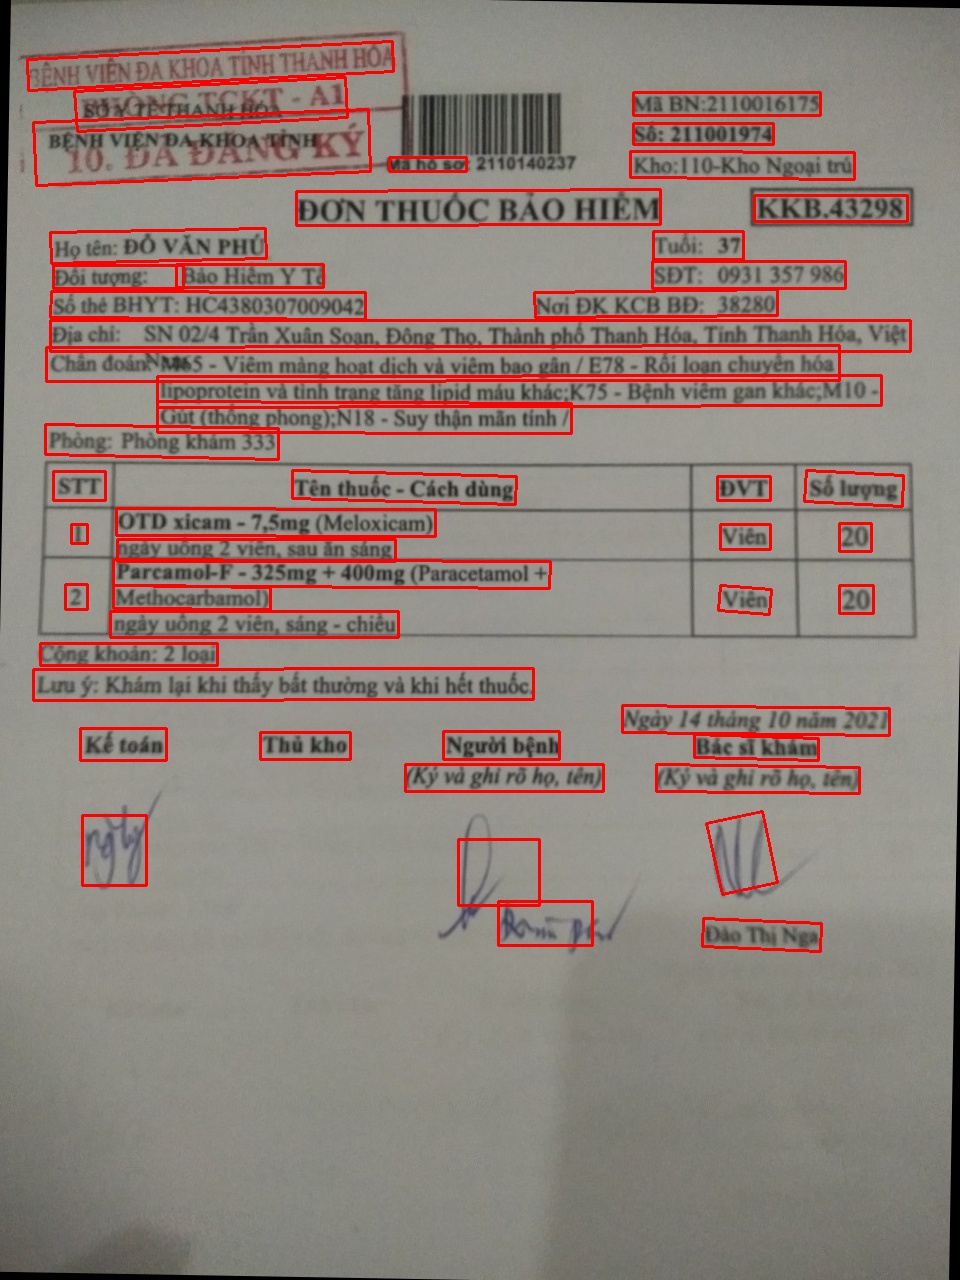 BỆNH VIỆN ĐA KHOA TỈNH THANH HÓA
PHÒNG TCKT - A1
SỞ Y TẾ THANH HÓA
BỆNH VIỆN ĐA KHOA TỈNH
10. ĐÃ ĐĂNG KÝ
Mã hồ sơ: 2110140237
Mã BN:2110016175
Số: 211001974
Kho:110-Kho Ngoại trú
ĐƠN THUỐC BẢO HIỂM
KKB.43298
Họ tên: ĐỖ VĂN PHÚ Tuổi: 37
Đối tượng: Bảo Hiểm Y Tế SĐT: 0931 357 986
Số thẻ BHYT: HC4380307009042 Nơi ĐK KCB BĐ: 38280
Địa chỉ: SN 02/4 Trần Xuân Soạn, Đông Thọ, Thành phố Thanh Hóa, Tỉnh Thanh Hóa, Việt
Chẩn đoán: M65 - Viêm màng hoạt dịch và viêm bao gân / E78 - Rối loạn chuyển hóa
lipoprotein và tình trạng tăng lipid máu khác;K75 - Bệnh viêm gan khác;M10 -
Gút (thống phong);N18 - Suy thận mãn tính /
Phòng: Phòng khám 333
STT Tên thuốc - Cách dùng ĐVT Số lượng
1 OTD xicam - 7,5mg (Meloxicam) Viên 20
ngày uống 2 viên, sau ăn sáng
2 Parcamol-F - 325mg + 400mg (Paracetamol + Viên 20
Methocarbamol)
ngày uống 2 viên, sáng - chiều
Cộng khoản: 2 loại
Lưu ý: Khám lại khi thấy bất thường và khi hết thuốc.
Ngày 14 tháng 10 năm 2021
Kế toán Thủ kho Người bệnh Bác sĩ khám
(Ký và ghi rõ họ, tên) (Ký và ghi rõ họ, tên)
Đào Thị Nga